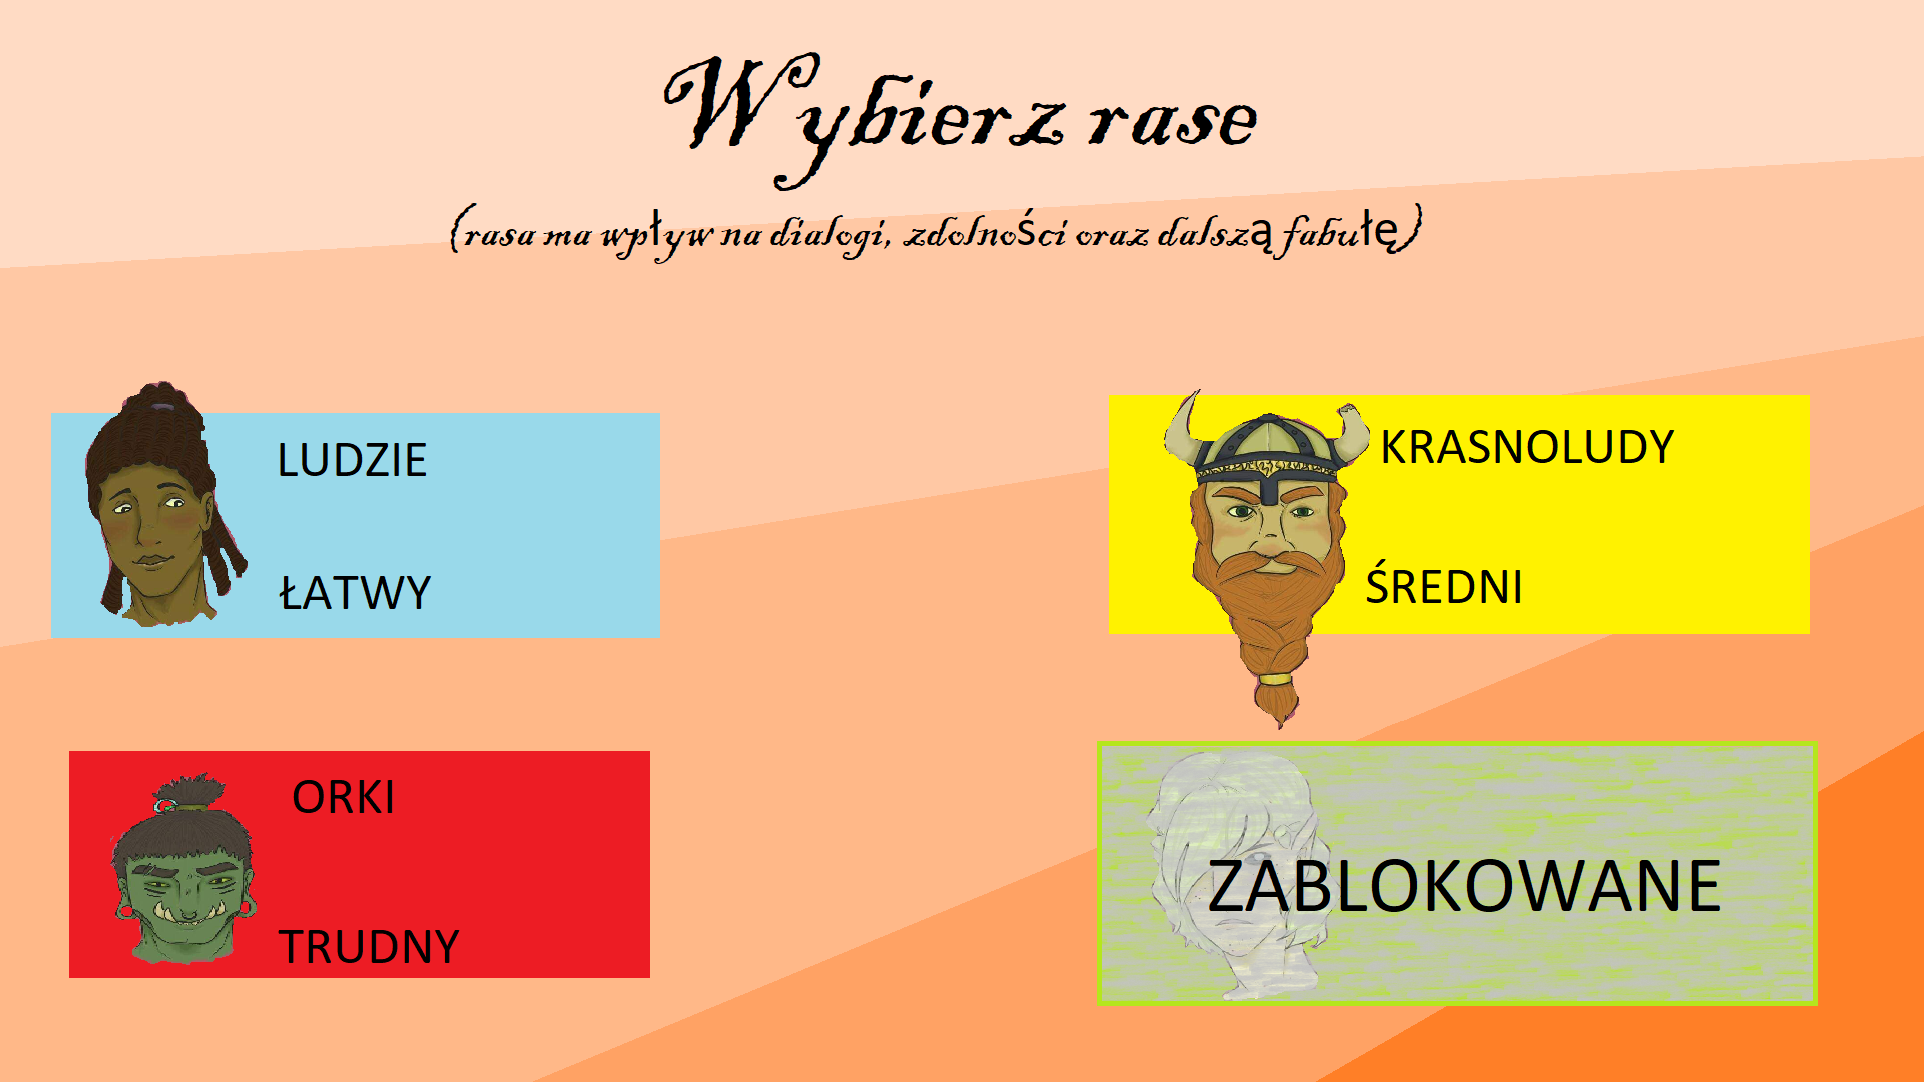 Wybierz rase
(rasa ma wpływ na dialogi, zdolności oraz dalszą fabułę)
LUDZIE
ŁATWY
KRASNOLUDY
ŚREDNI
ORKI
TRUDNY
ZABLOKOWANE